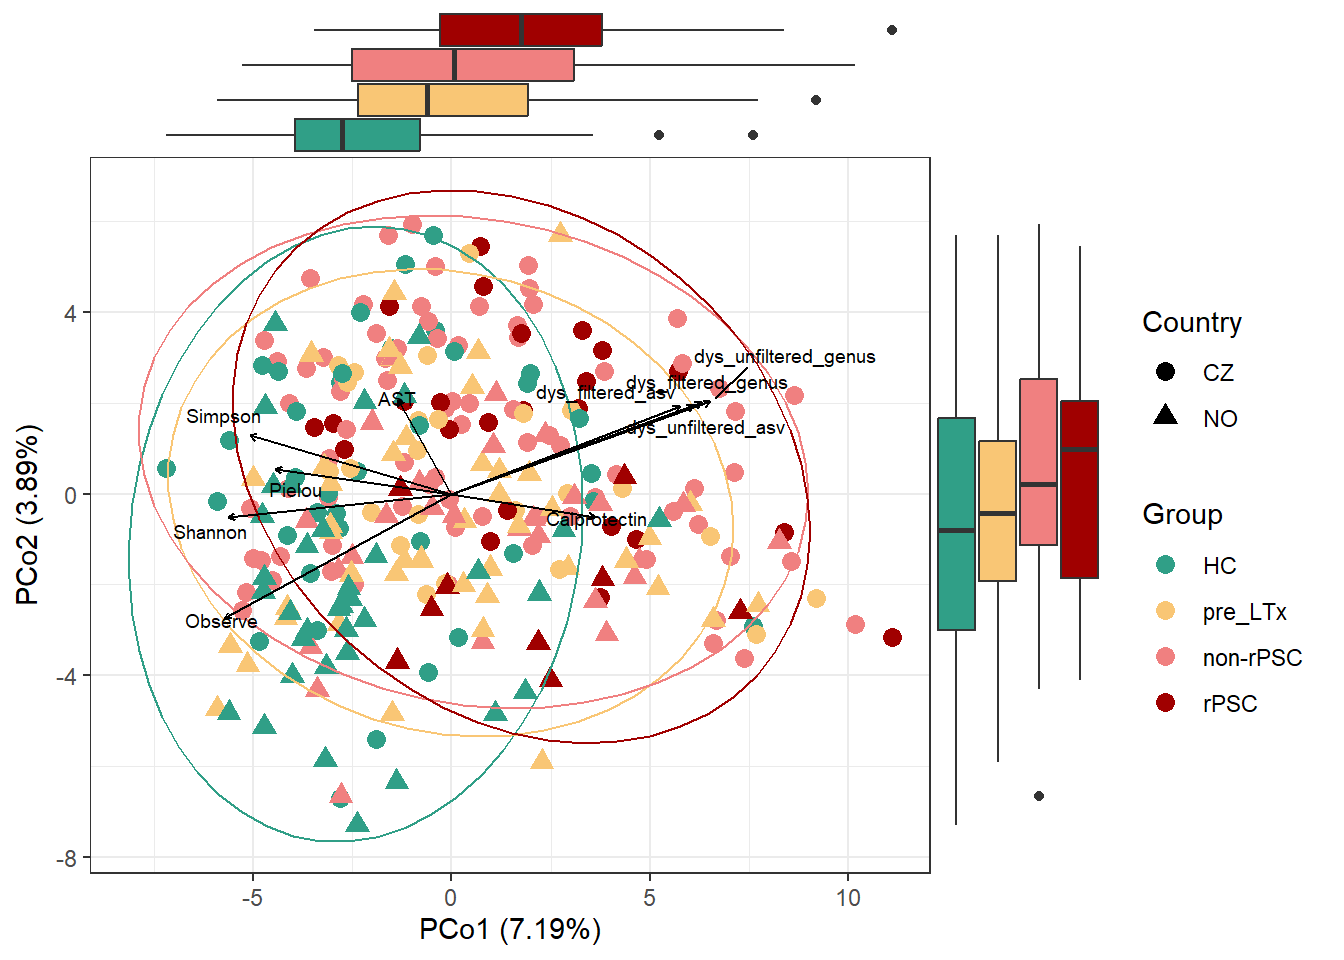 dys_unfiltered_genus
dys_filtered_genus
dys_filtered_asv
dys_unfiltered_asv
AST
Simpson
Pielou
Shannon
Calprotectin
Observe
4
0
-4
-8
-5
0
5
10
PCo1 (7.19%)
PCo2 (3.89%)
Country
CZ
NO
Group
HC
pre_LTx
non-rPSC
rPSC